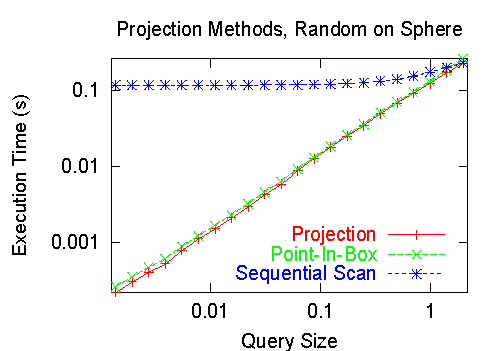 Projection Methods, Random on Sphere
Execution Time (s)
0.1
0.01
0.001
Projection
Point-In-Box
Sequential Scan
0.01 0.1 1
Query Size